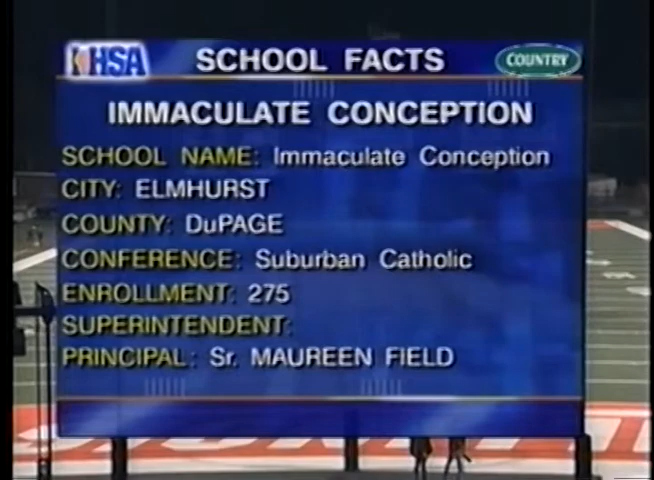 IHSA
SCHOOL FACTS
COUNTRY
IMMACULATE CONCEPTION
SCHOOL NAME: Immaculate Conception
CITY: ELMHURST
COUNTY: DuPAGE
CONFERENCE: Suburban Catholic
ENROLLMENT: 275
SUPERINTENDENT:
PRINCIPAL: Sr. MAUREEN FIELD